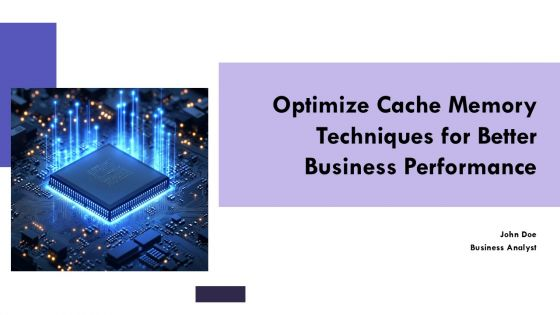 Optimize Cache Memory
Techniques for Better
Business Performance
John Doe
Business Analyst